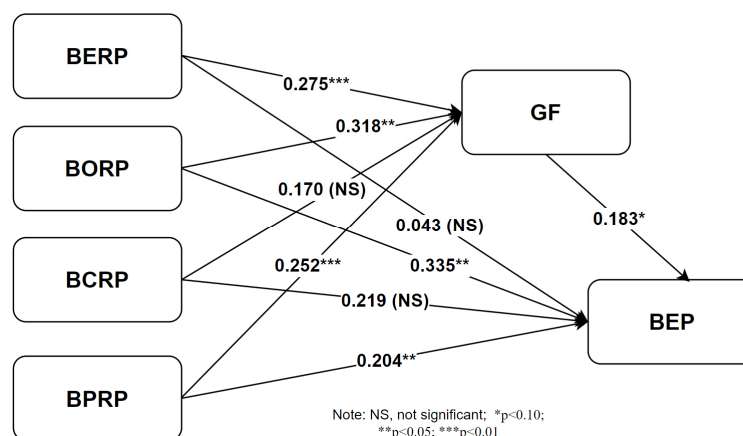 BERP
0.275***
GF
BORP
0.318**
0.170 (NS)
0.043 (NS)
0.183*
BCRP
0.252***
0.335**
0.219 (NS)
BEP
BPRP
0.204**
Note: NS, not significant; *p<0.10;
**p<0.05; ***p<0.01